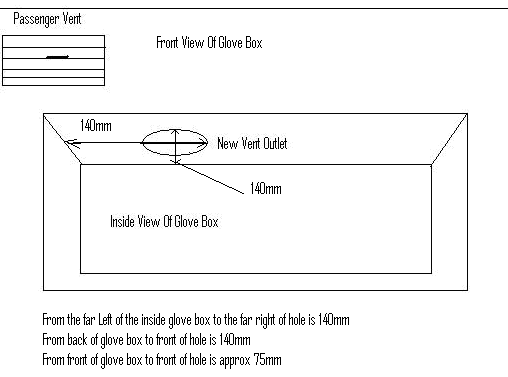 Passenger Vent
Front View Of Glove Box
140mm
New Vent Outlet
140mm
Inside View Of Glove Box
From the far Left of the inside glove box to the far right of hole is 140mm
From back of glove box to front of hole is 140mm
From front of glove box to front of hole is approx 75mm